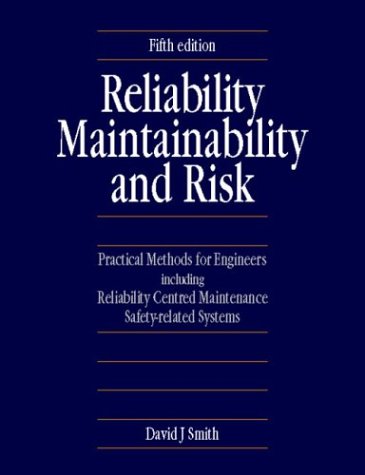 Fifth edition
Reliability
Maintainability
and Risk
Practical Methods for Engineers
including
Reliability Centred Maintenance
Safety-related Systems
David J Smith